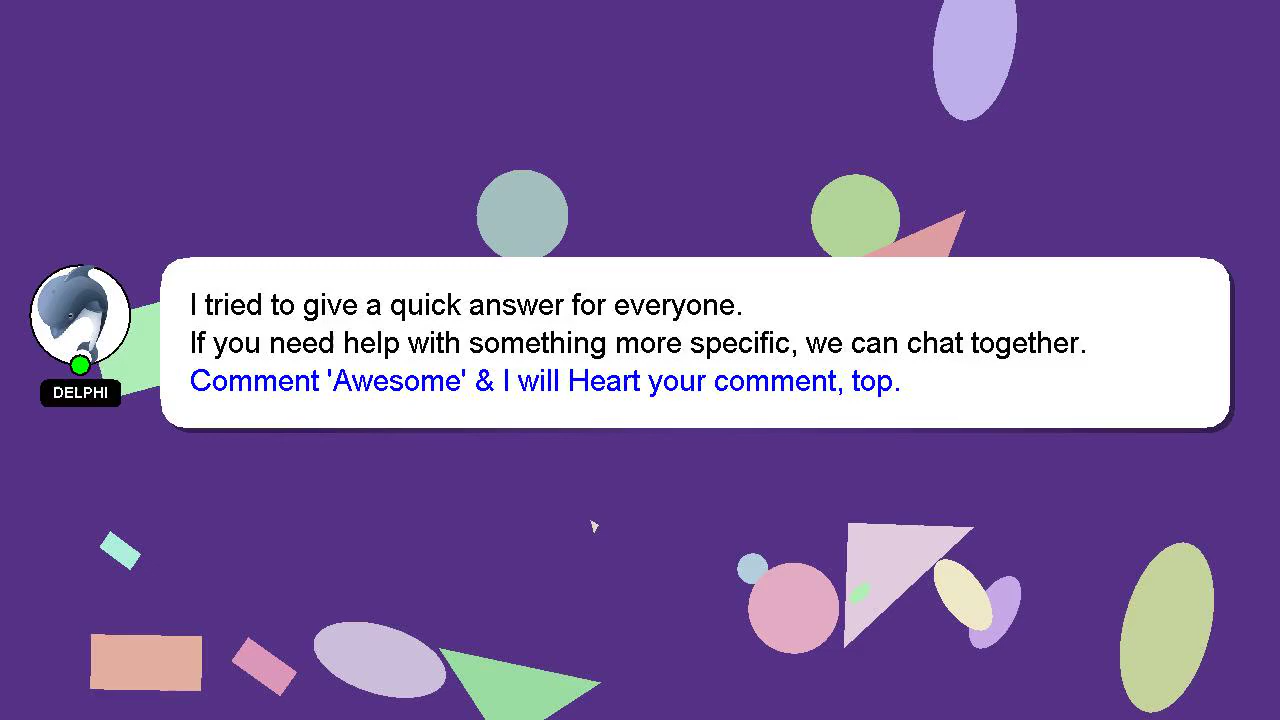 I tried to give a quick answer for everyone.
If you need help with something more specific, we can chat together.
Comment 'Awesome' & I will Heart your comment, top.
DELPHI